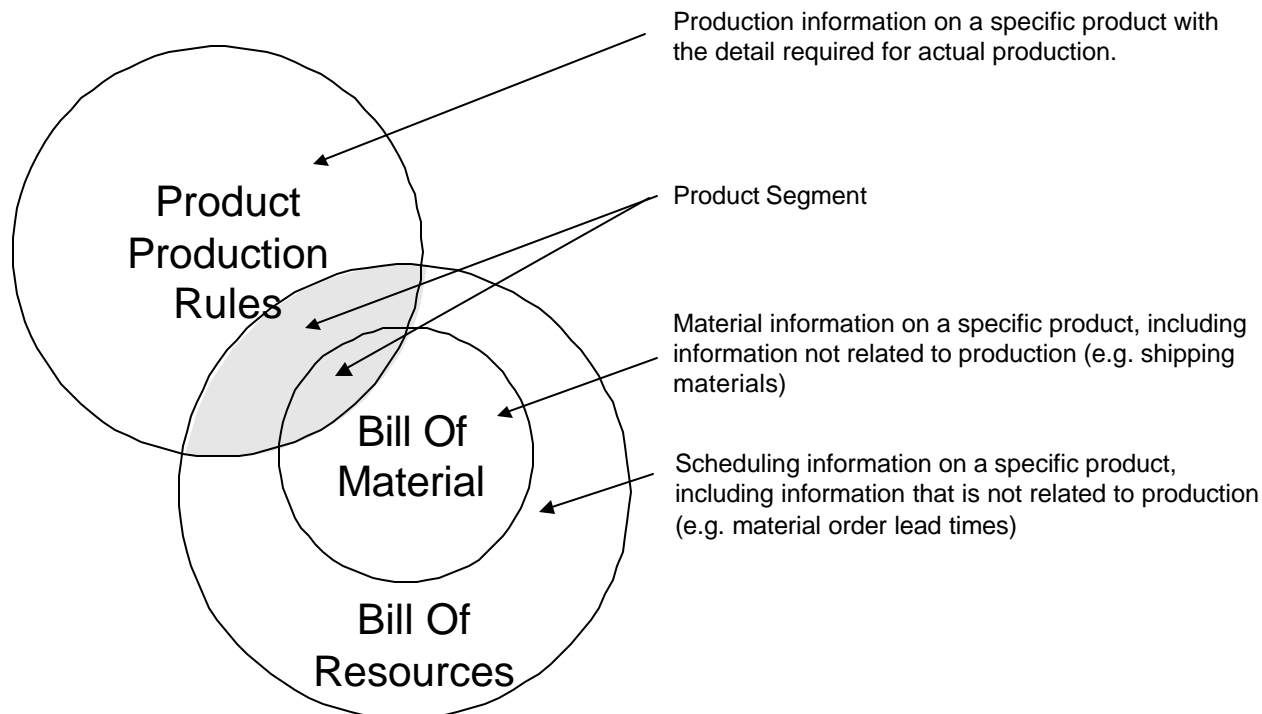 Production information on a specific product with
the detail required for actual production.
Product
Production
Rules
Product Segment
Material information on a specific product, including
information not related to production (e.g. shipping
materials)
Bill Of
Material
Scheduling information on a specific product,
including information that is not related to production
(e.g. material order lead times)
Bill Of
Resources